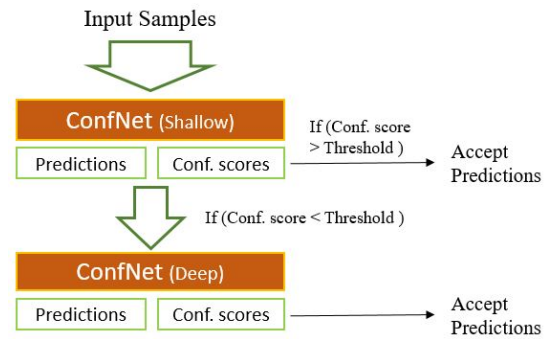 Input Samples
ConfNet (Shallow)
If (Conf. score
> Threshold )
Predictions
Conf. scores
Accept
Predictions
If (Conf. score < Threshold )
ConfNet (Deep)
Predictions
Conf. scores
Accept
Predictions